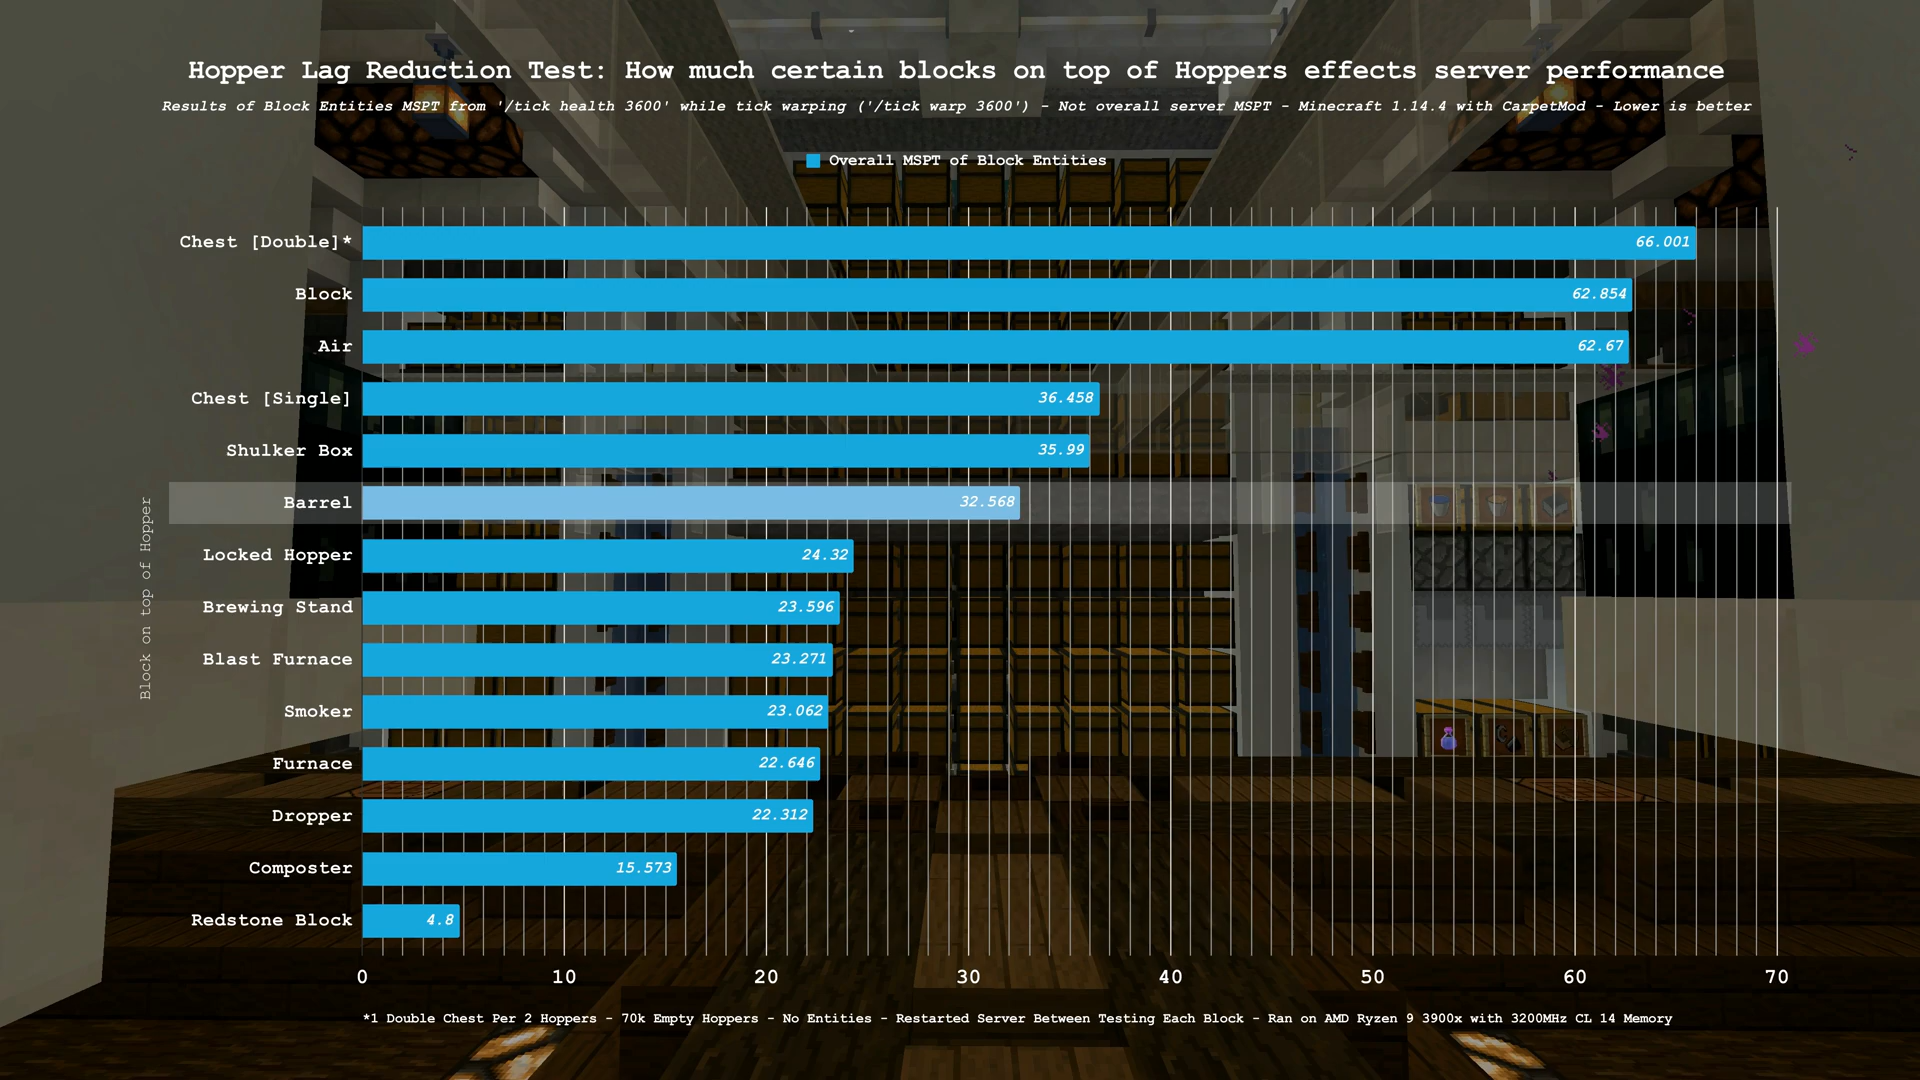 Hopper Lag Reduction Test: How much certain blocks on top of Hoppers effects server performance
Results of Block Entities MSPT from '/tick health 3600' while tick warping ('/tick warp 3600') - Not overall server MSPT - Minecraft 1.14.4 with CarpetMod - Lower is better
Overall MSPT of Block Entities
Block on top of Hopper
Chest [Double]* 66.001
Block 62.854
Air 62.67
Chest [Single] 36.458
Shulker Box 35.99
Barrel 32.568
Locked Hopper 24.32
Brewing Stand 23.596
Blast Furnace 23.271
Smoker 23.062
Furnace 22.646
Dropper 22.312
Composter 15.573
Redstone Block 4.8
0 10 20 30 40 50 60 70
*1 Double Chest Per 2 Hoppers - 70k Empty Hoppers - No Entities - Restarted Server Between Testing Each Block - Ran on AMD Ryzen 9 3900x with 3200MHz CL 14 Memory